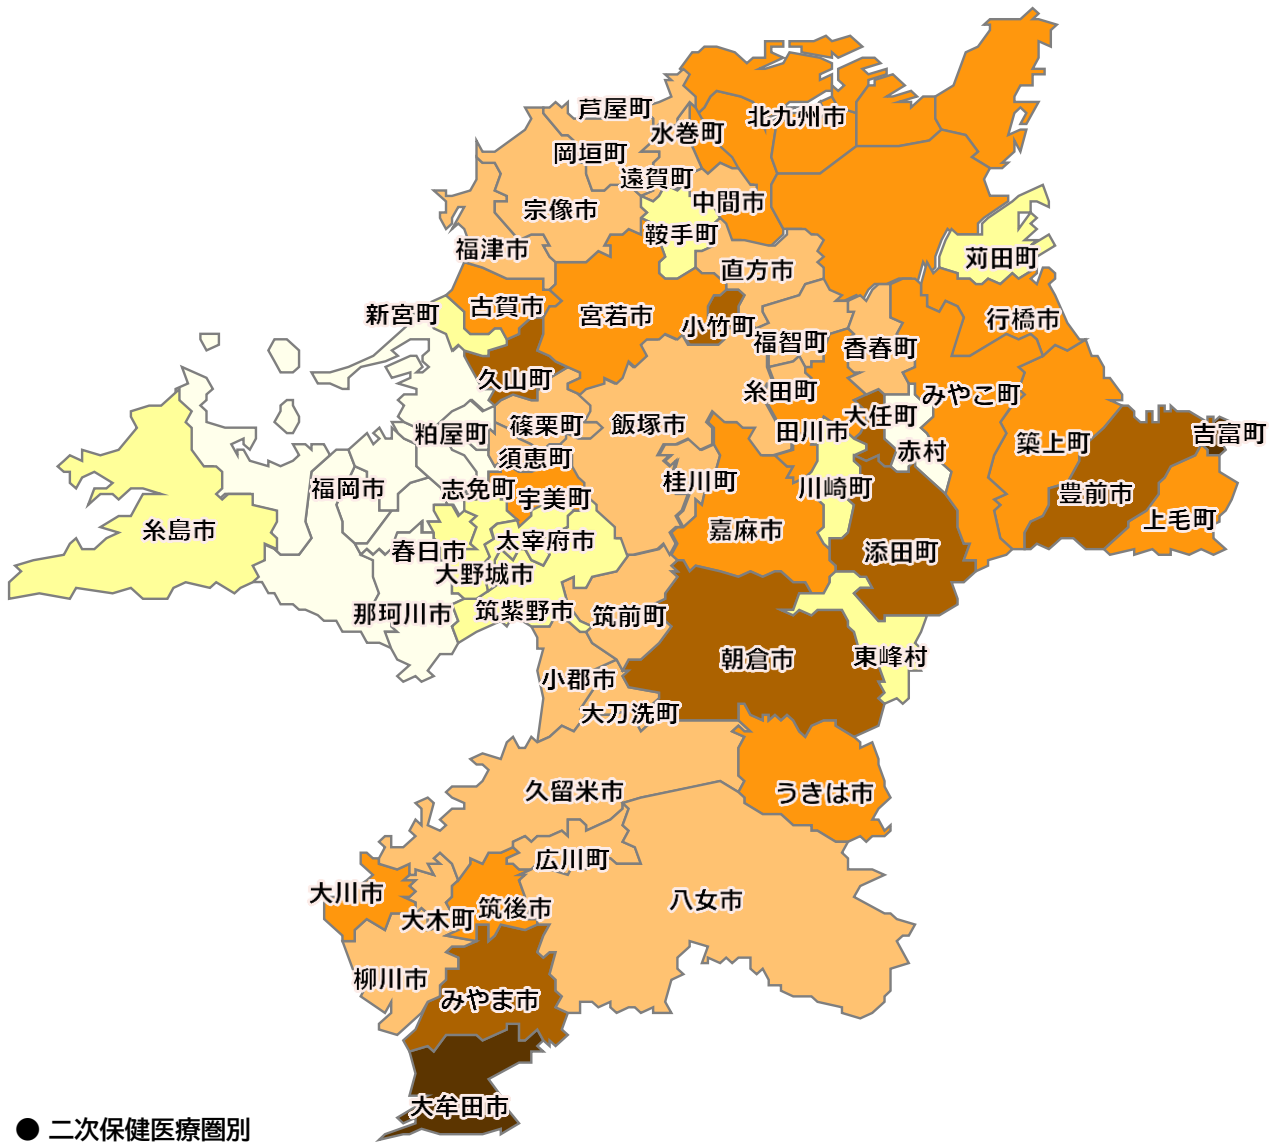 芦屋町
北九州市
水巻町
岡垣町
遠賀町
中間市
宗像市
鞍手町
福津市
苅田町
直方市
古賀市
新宮町
宮若市
行橋市
小竹町
福智町
香春町
久山町
糸田町
みやこ町
大任町
篠栗町
飯塚市
田川市
粕屋町
吉富町
築上町
赤村
須恵町
桂川町
福岡市
志免町
川崎町
豊前市
宇美町
上毛町
糸島市
嘉麻市
太宰府市
春日市
添田町
大野城市
那珂川市
筑紫野市
筑前町
朝倉市
東峰村
小郡市
大刀洗町
久留米市
うきは市
広川町
大川市
八女市
筑後市
大木町
柳川市
みやま市
大牟田市
● 二次保健医療圏別